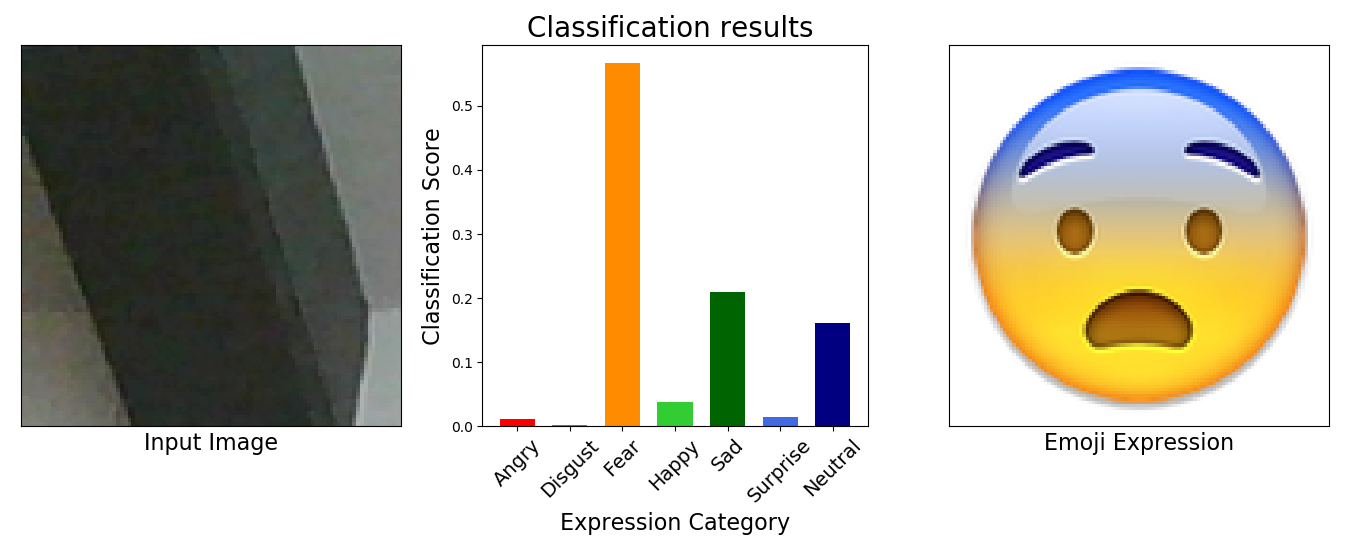 Classification results
Classification Score
0.5
0.4
0.3
0.2
0.1
0.0
Angry
Disgust
Fear
Happy
Sad
Surprise
Neutral
Expression Category
Input Image
Emoji Expression